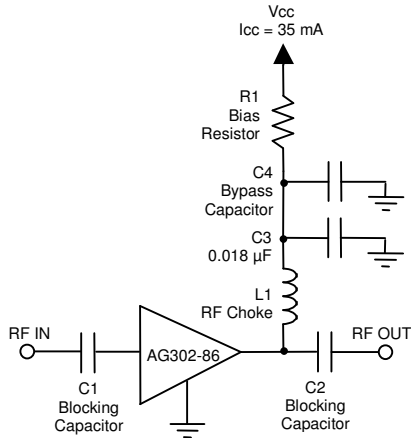 Vcc
Icc = 35 mA
R1
Bias
Resistor
C4
Bypass
Capacitor
C3
0.018 µF
L1
RF Choke
RF IN
AG302-86
RF OUT
C1
Blocking
Capacitor
C2
Blocking
Capacitor